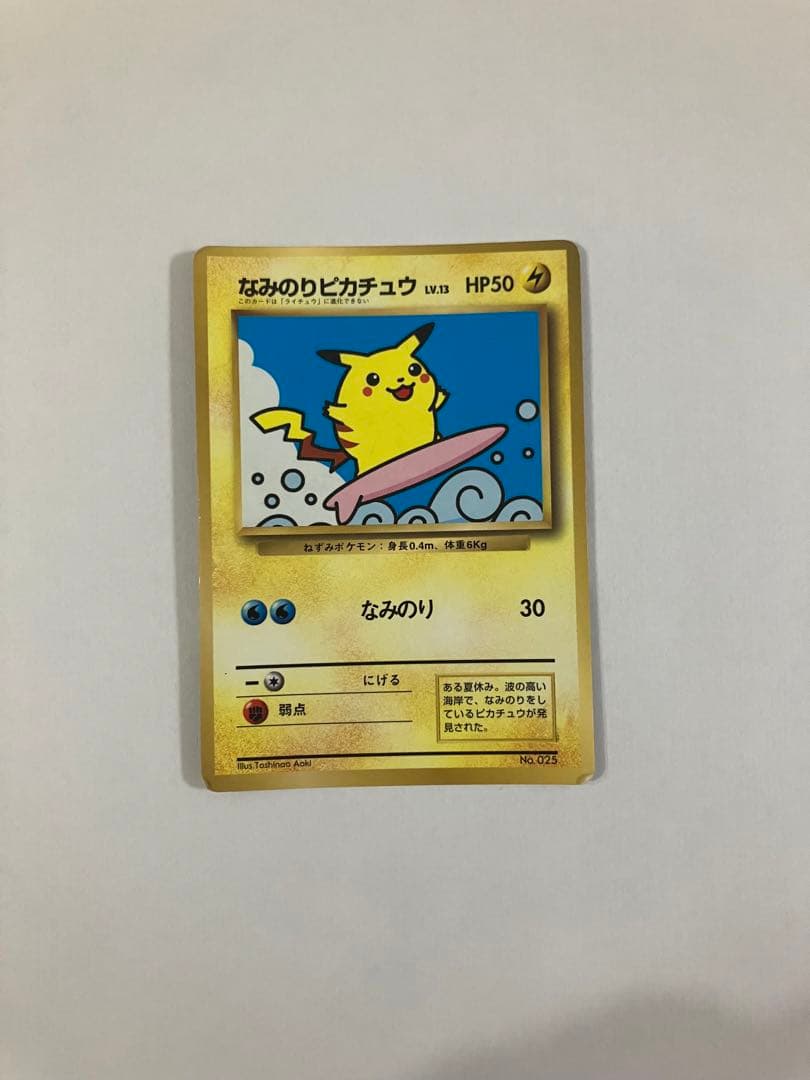 なみのりピカチュウ LV.13 HP50
このカードは「ライチュウ」に進化できない
ねずみポケモン：身長0.4m、体重6Kg
なみのり 30
にげる
弱点
ある夏休み。波の高い
海岸で、なみのりをし
ているピカチュウが発
見された。
Illus.Toshinao Aoki
No. 025